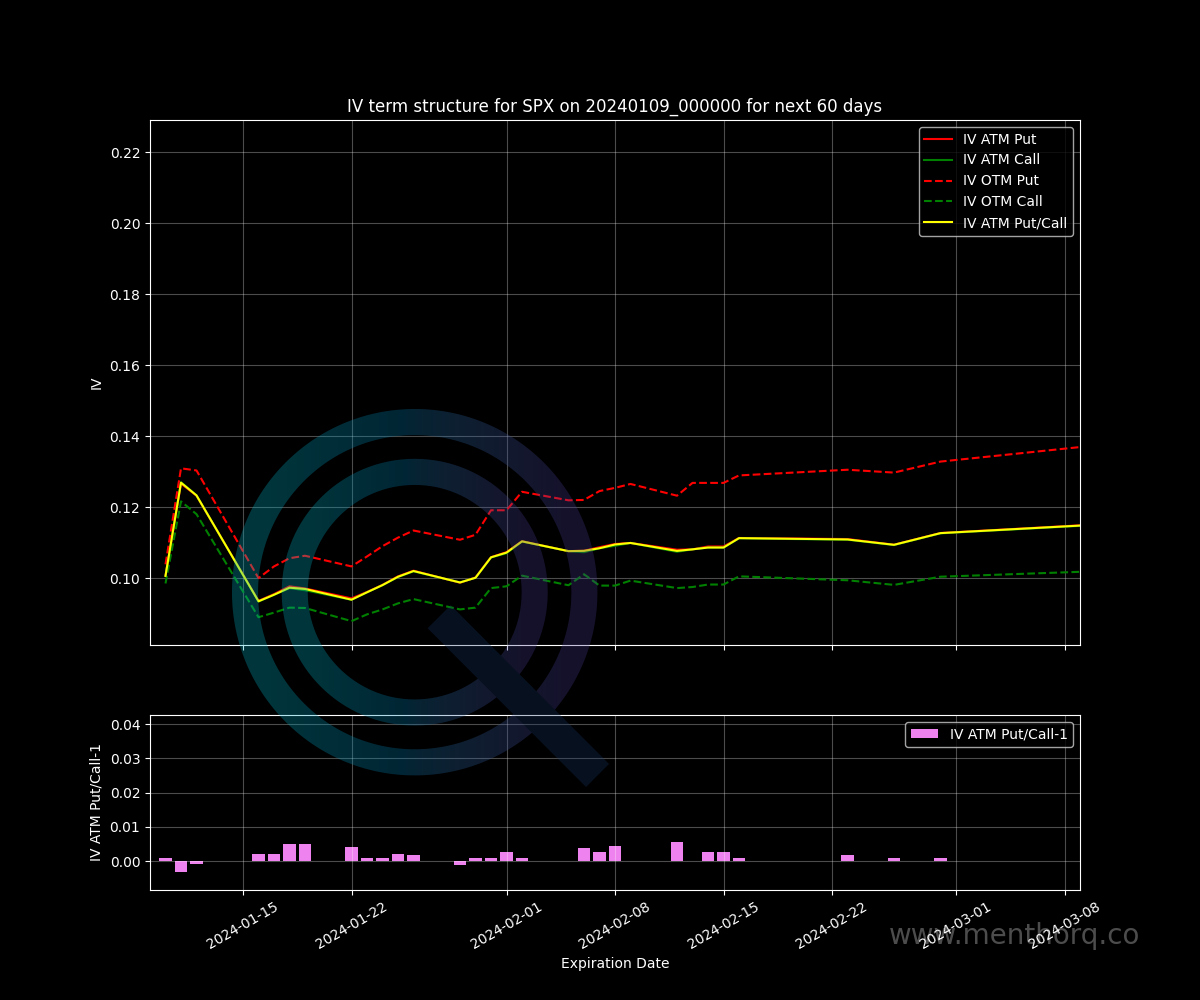 IV term structure for SPX on 20240109_000000 for next 60 days
IV ATM Put
IV ATM Call
IV OTM Put
IV OTM Call
IV ATM Put/Call
0.22
0.20
0.18
0.16
0.14
0.12
0.10
IV
IV ATM Put/Call-1
0.04
0.03
0.02
0.01
0.00
IV ATM Put/Call-1
2024-01-15
2024-01-22
2024-02-01
2024-02-08
2024-02-15
2024-02-22
2024-03-01
2024-03-08
www.menthorq.co
Expiration Date